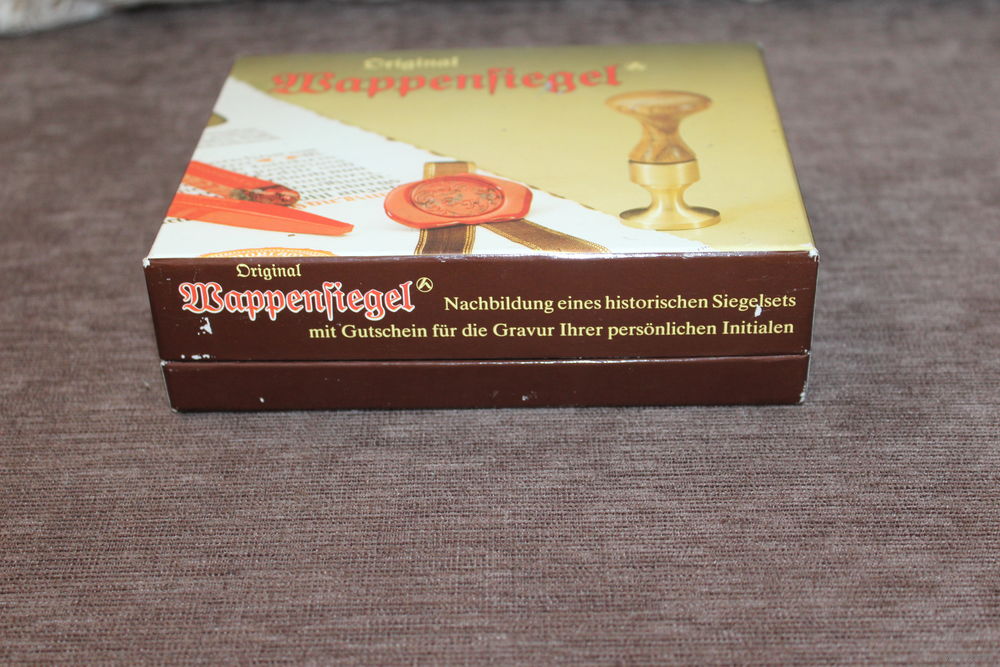 Original
Wappensiegel
Original
Wappensiegel
Nachbildung eines historischen Siegelsets
mit Gutschein für die Gravur Ihrer persönlichen Initialen